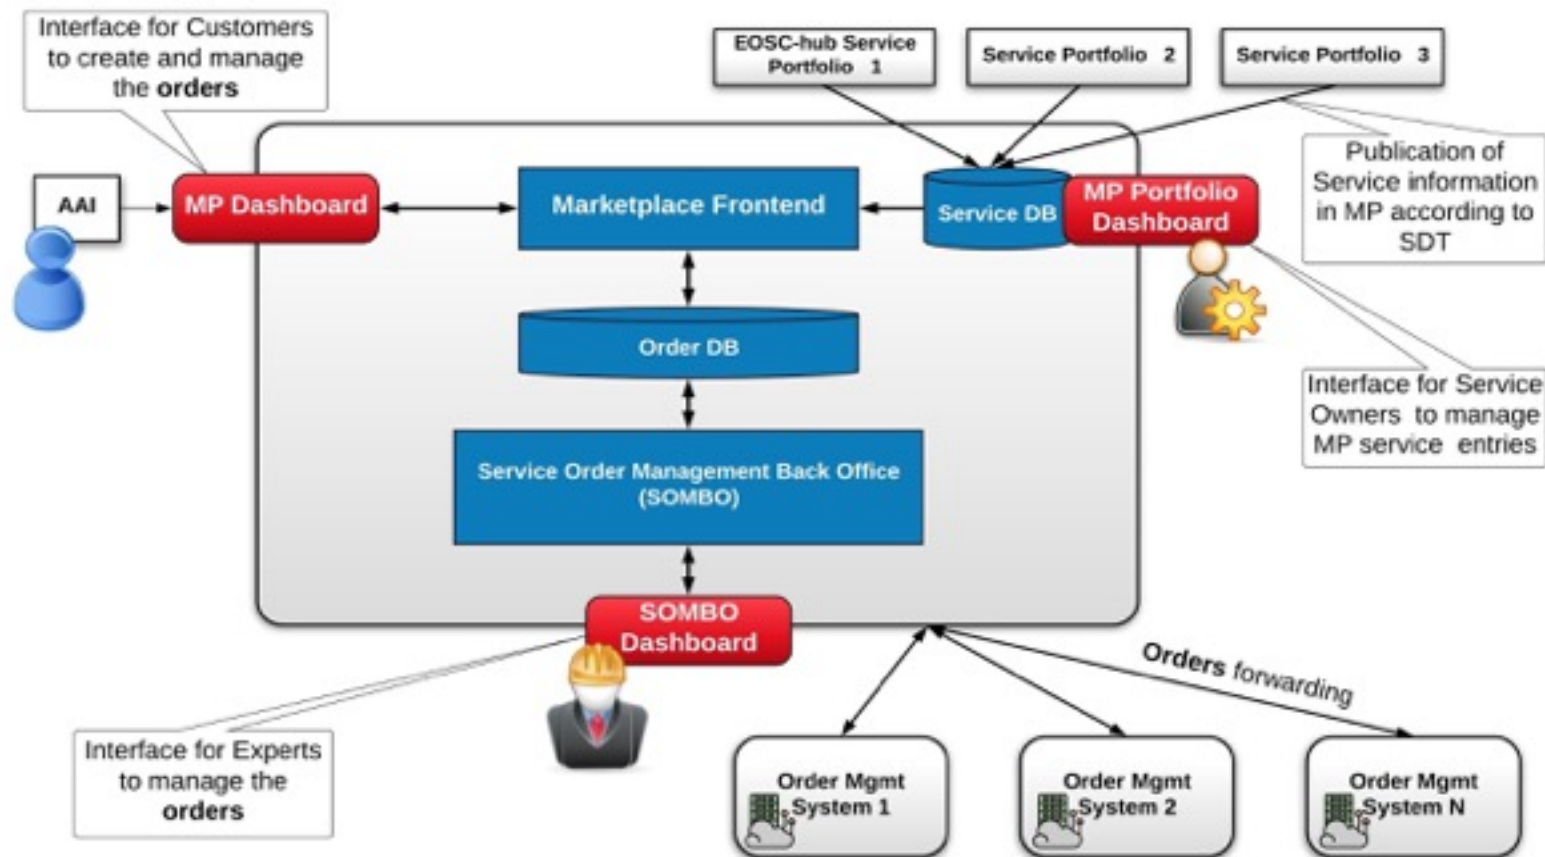 Interface for Customers
to create and manage
the orders
EOSC-hub Service
Portfolio 1
Service Portfolio 2
Service Portfolio 3
Publication of
Service information
in MP according to
SDT
AAI
MP Dashboard
Marketplace Frontend
Service DB
MP Portfolio
Dashboard
Order DB
Interface for Service
Owners to manage
MP service entries
Service Order Management Back Office
(SOMBO)
SOMBO
Dashboard
Orders forwarding
Interface for Experts
to manage the
orders
Order Mgmt
System 1
Order Mgmt
System 2
Order Mgmt
System N